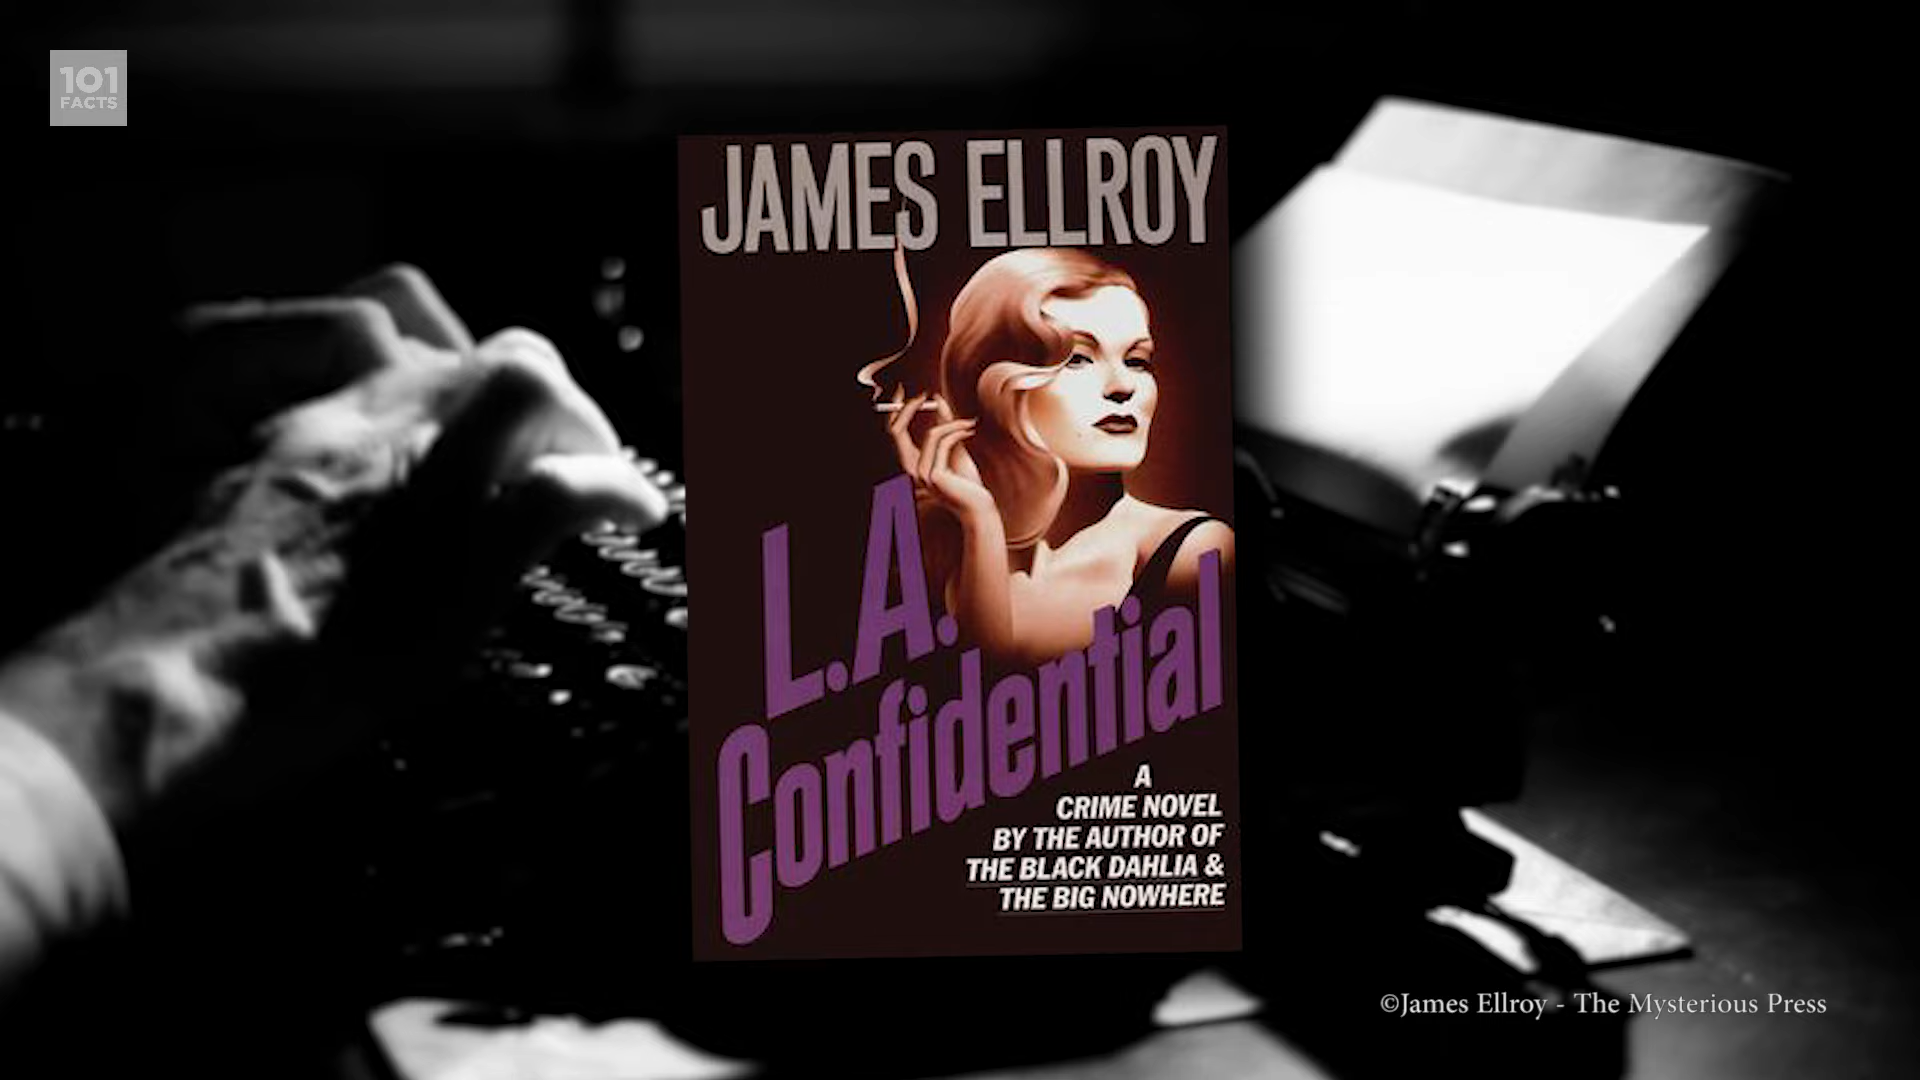 101
FACTS
JAMES ELLROY
L.A.
Confidential
A
CRIME NOVEL
BY THE AUTHOR OF
THE BLACK DAHLIA &
THE BIG NOWHERE
©James Ellroy - The Mysterious Press